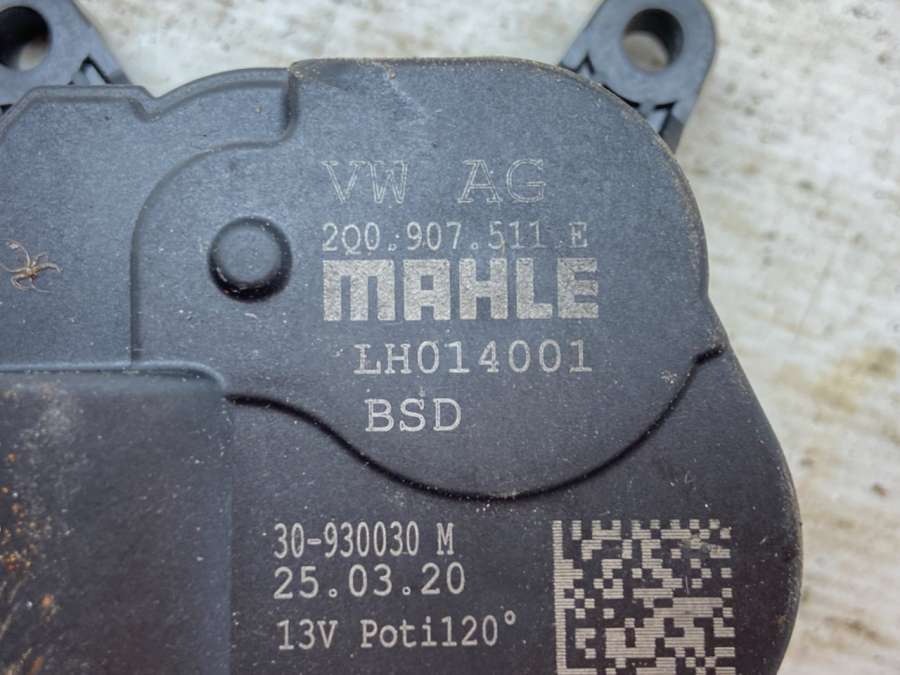 VW AG
2Q0.907.511.E
MAHLE
LH014001
BSD
30-930030 M
25.03.20
13V Poti120°